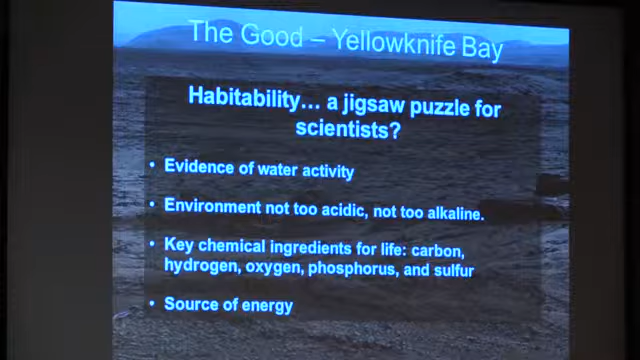 The Good – Yellowknife Bay
Habitability... a jigsaw puzzle for
scientists?
• Evidence of water activity
• Environment not too acidic, not too alkaline.
• Key chemical ingredients for life: carbon,
hydrogen, oxygen, phosphorus, and sulfur
• Source of energy